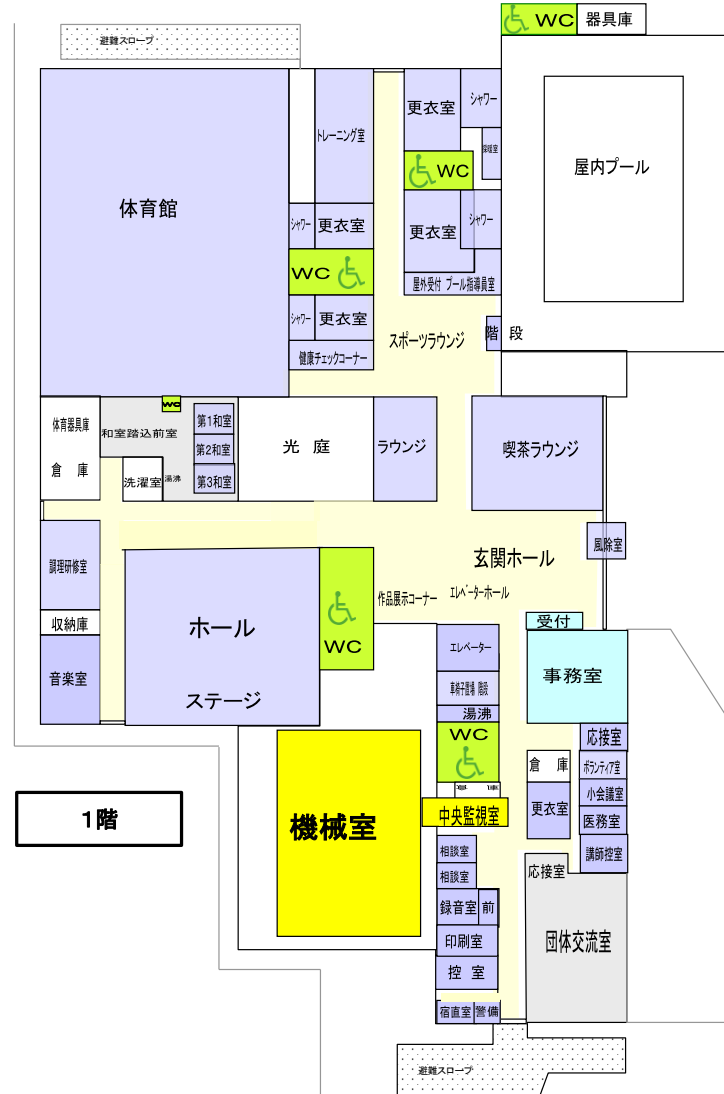 WC
器具庫
避難スロープ
シャワー
更衣室
トレーニング室
屋内プール
WC
体育館
シャワー
更衣室
シャワー
更衣室
WC
屋外受付 プール指導員室
シャワー
更衣室
スポーツラウンジ
階 段
健康チェックコーナー
WC
体育器具庫
倉 庫
和室踏込前室
第1和室
第2和室
第3和室
洗濯室
湯沸
光 庭
ラウンジ
喫茶ラウンジ
風除室
玄関ホール
調理研修室
作品展示コーナー
エレベーターホール
収納庫
ホール
WC
受付
音楽室
ステージ
エレベーター
車椅子置場 階段
事務室
湯沸
WC
応接室
倉 庫
ボランティア室
小会議室
1階
機械室
中央監視室
更衣室
医務室
相談室
講師控室
相談室
応接室
録音室
前
印刷室
団体交流室
控 室
宿直室
警備
避難スロープ